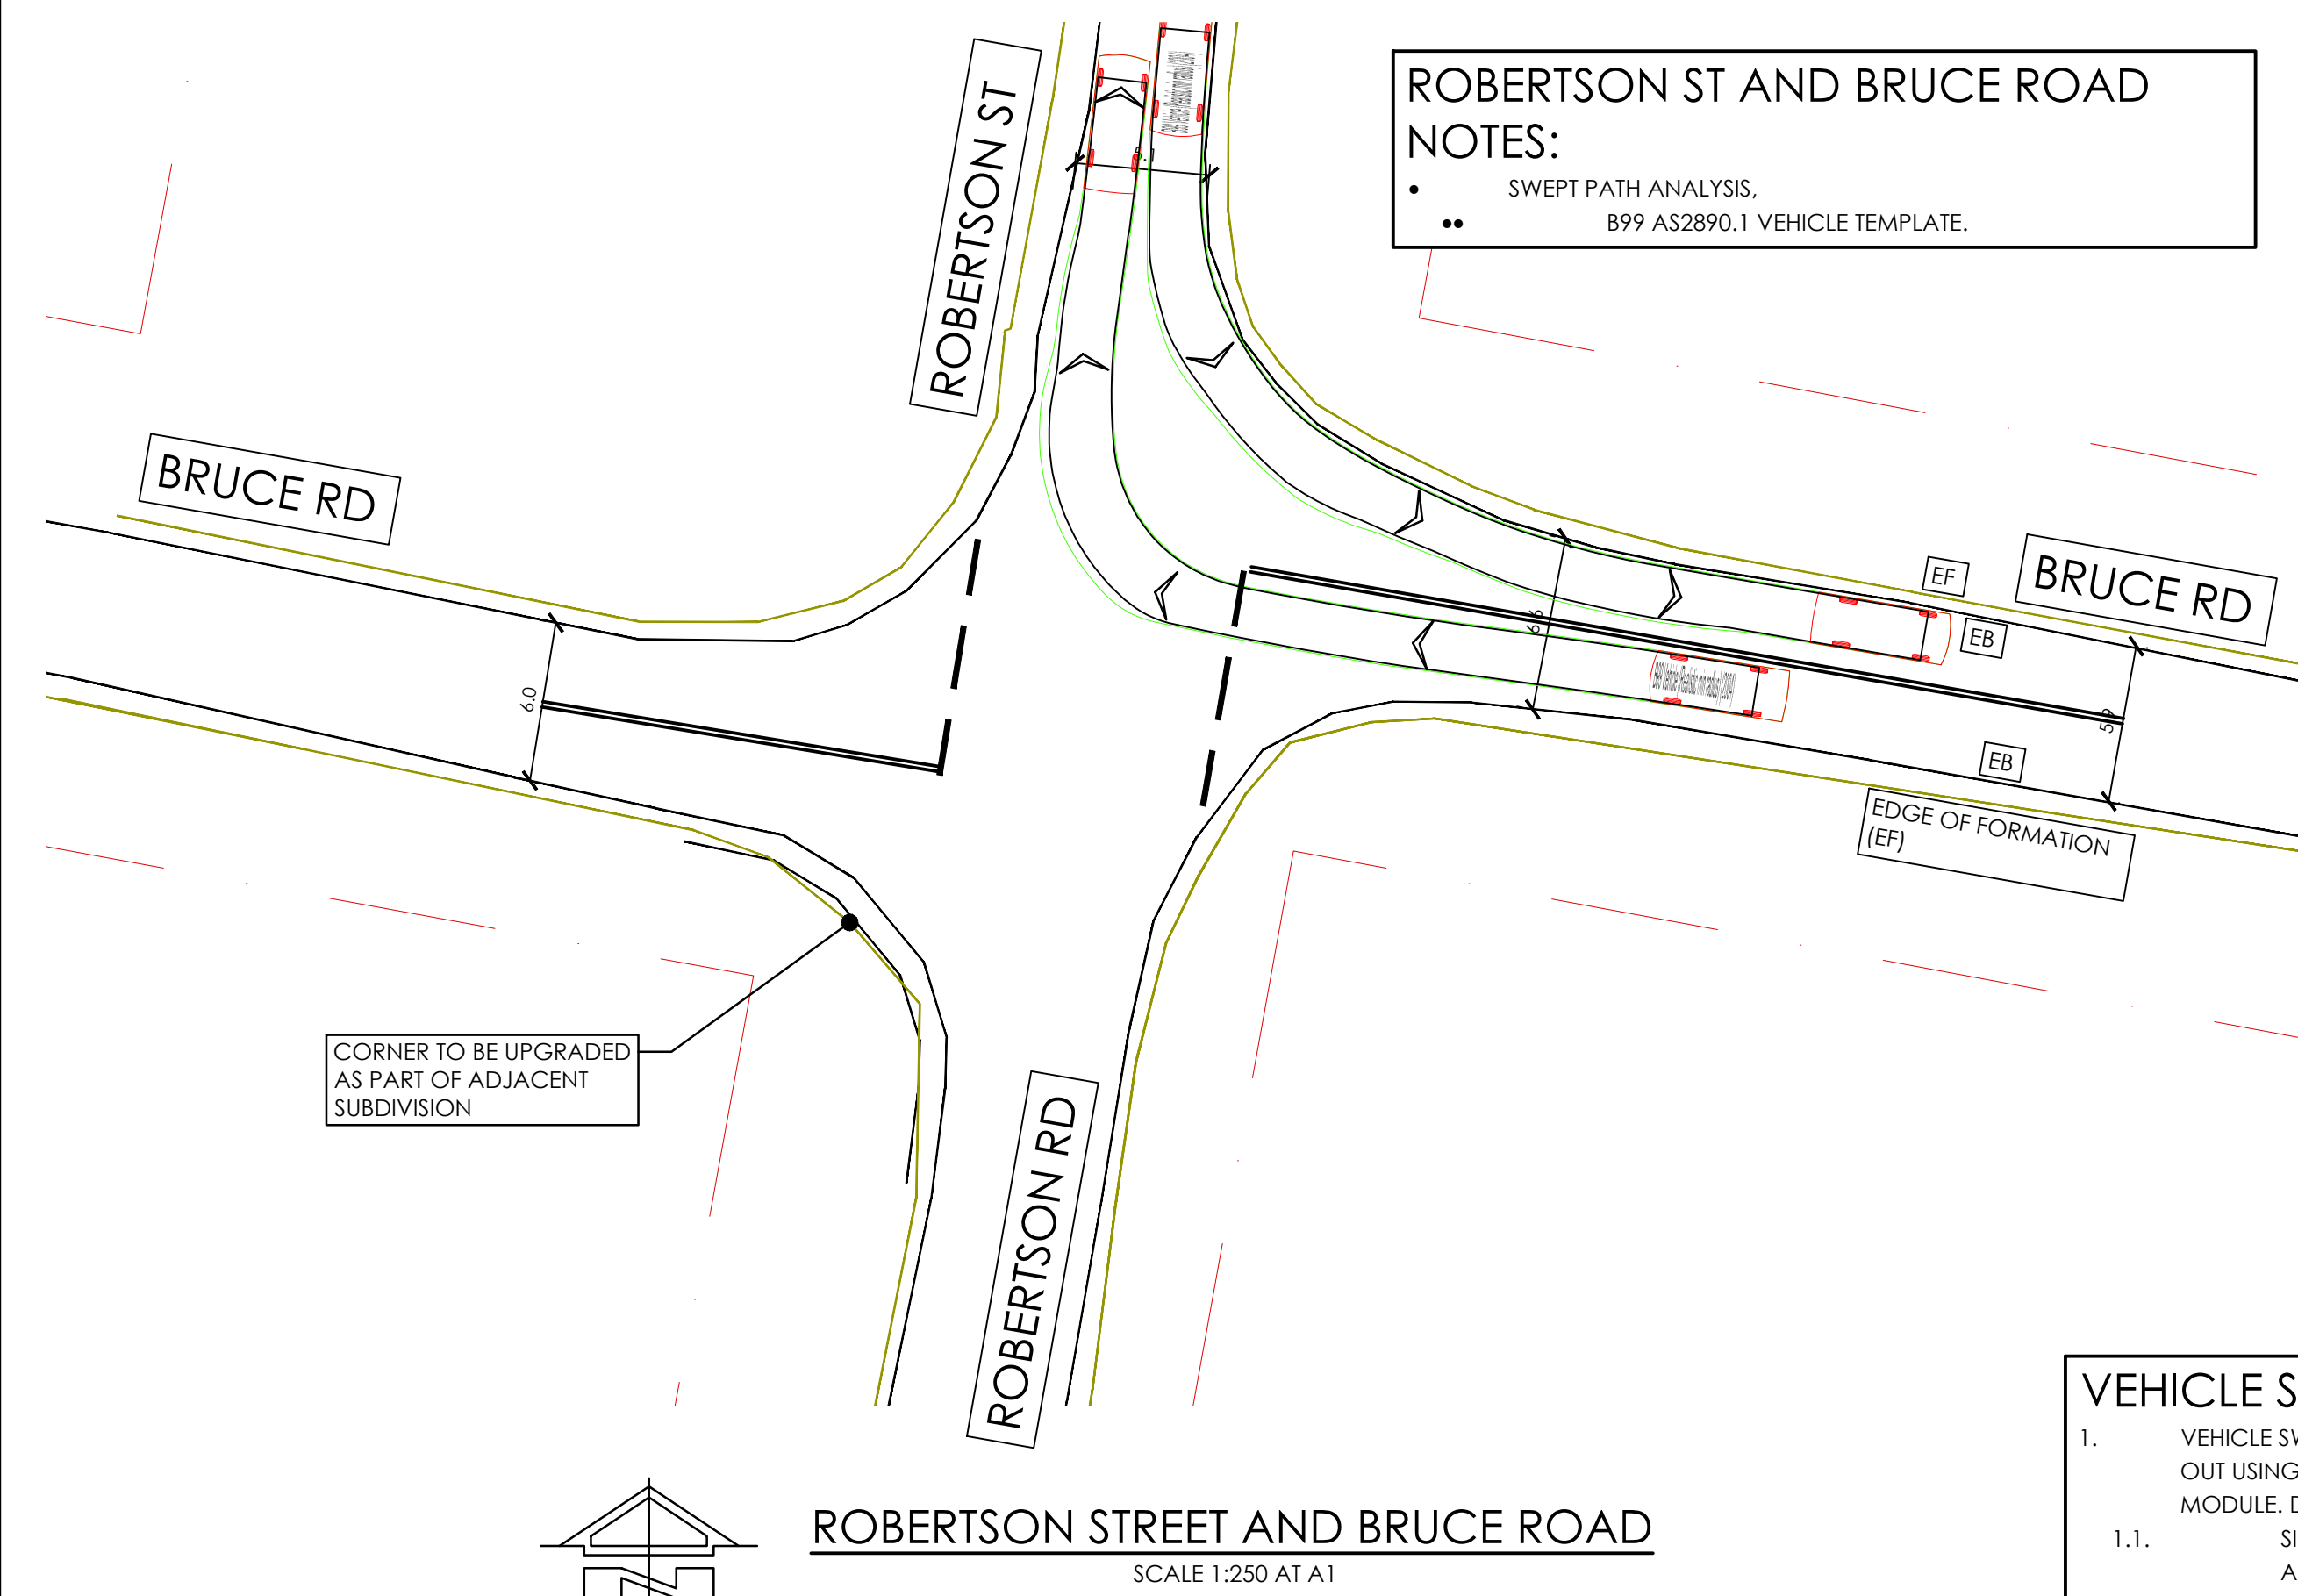 ROBERTSON ST AND BRUCE ROAD
NOTES:
• SWEPT PATH ANALYSIS,
•• B99 AS2890.1 VEHICLE TEMPLATE.
ROBERTSON ST
BRUCE RD
BRUCE RD
EF
EB
EB
EDGE OF FORMATION
(EF)
6.0
CORNER TO BE UPGRADED
AS PART OF ADJACENT
SUBDIVISION
ROBERTSON RD
ROBERTSON STREET AND BRUCE ROAD
SCALE 1:250 AT A1
VEHICLE S
1. VEHICLE SW
OUT USING
MODULE. D
1.1. SI
A